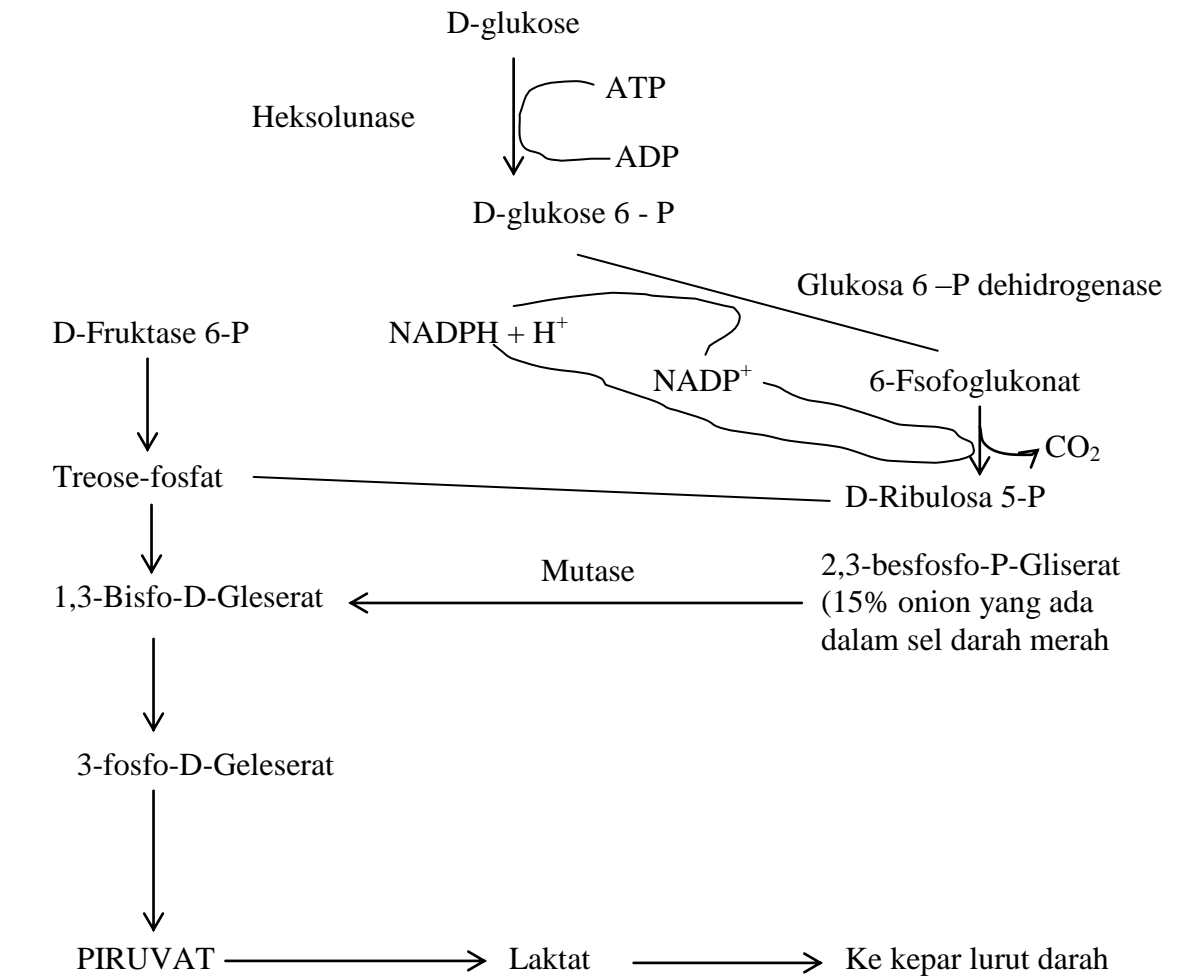 D-glukose
ATP
Heksolunase
ADP
D-glukose 6 - P
Glukosa 6 –P dehidrogenase
D-Fruktase 6-P
NADPH + H⁺
NADP⁺
6-Fsofoglukonat
CO₂
Treose-fosfat
D-Ribulosa 5-P
1,3-Bisfo-D-Gleserat
Mutase
2,3-besfosfo-P-Gliserat
(15% onion yang ada
dalam sel darah merah
3-fosfo-D-Geleserat
PIRUVAT
Laktat
Ke kepar lurut darah